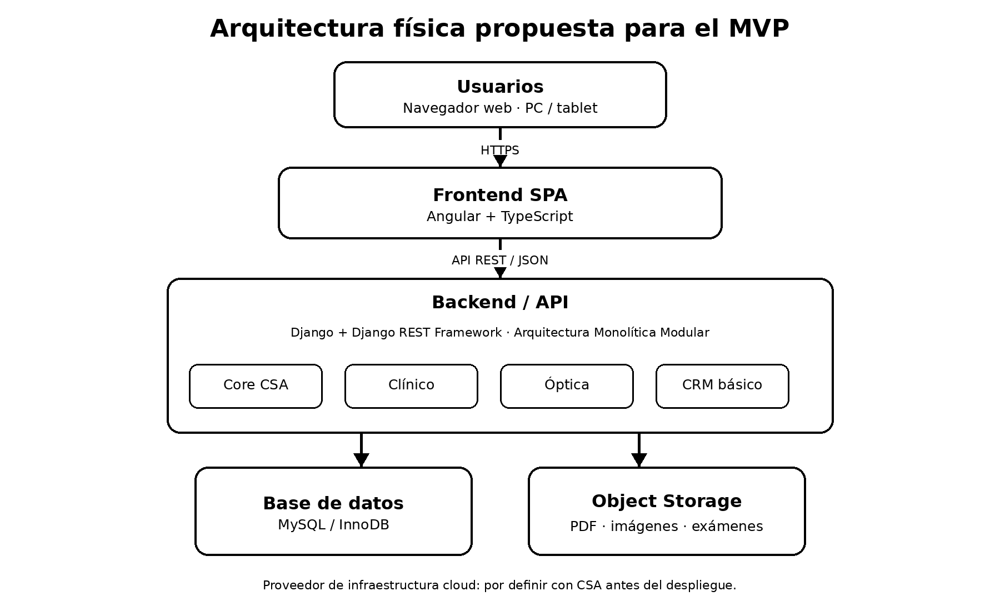 Arquitectura física propuesta para el MVP
Usuarios
Navegador web · PC / tablet
HTTPS
Frontend SPA
Angular + TypeScript
API REST / JSON
Backend / API
Django + Django REST Framework · Arquitectura Monolítica Modular
Core CSA
Clínico
Óptica
CRM básico
Base de datos
MySQL / InnoDB
Object Storage
PDF · imágenes · exámenes
Proveedor de infraestructura cloud: por definir con CSA antes del despliegue.